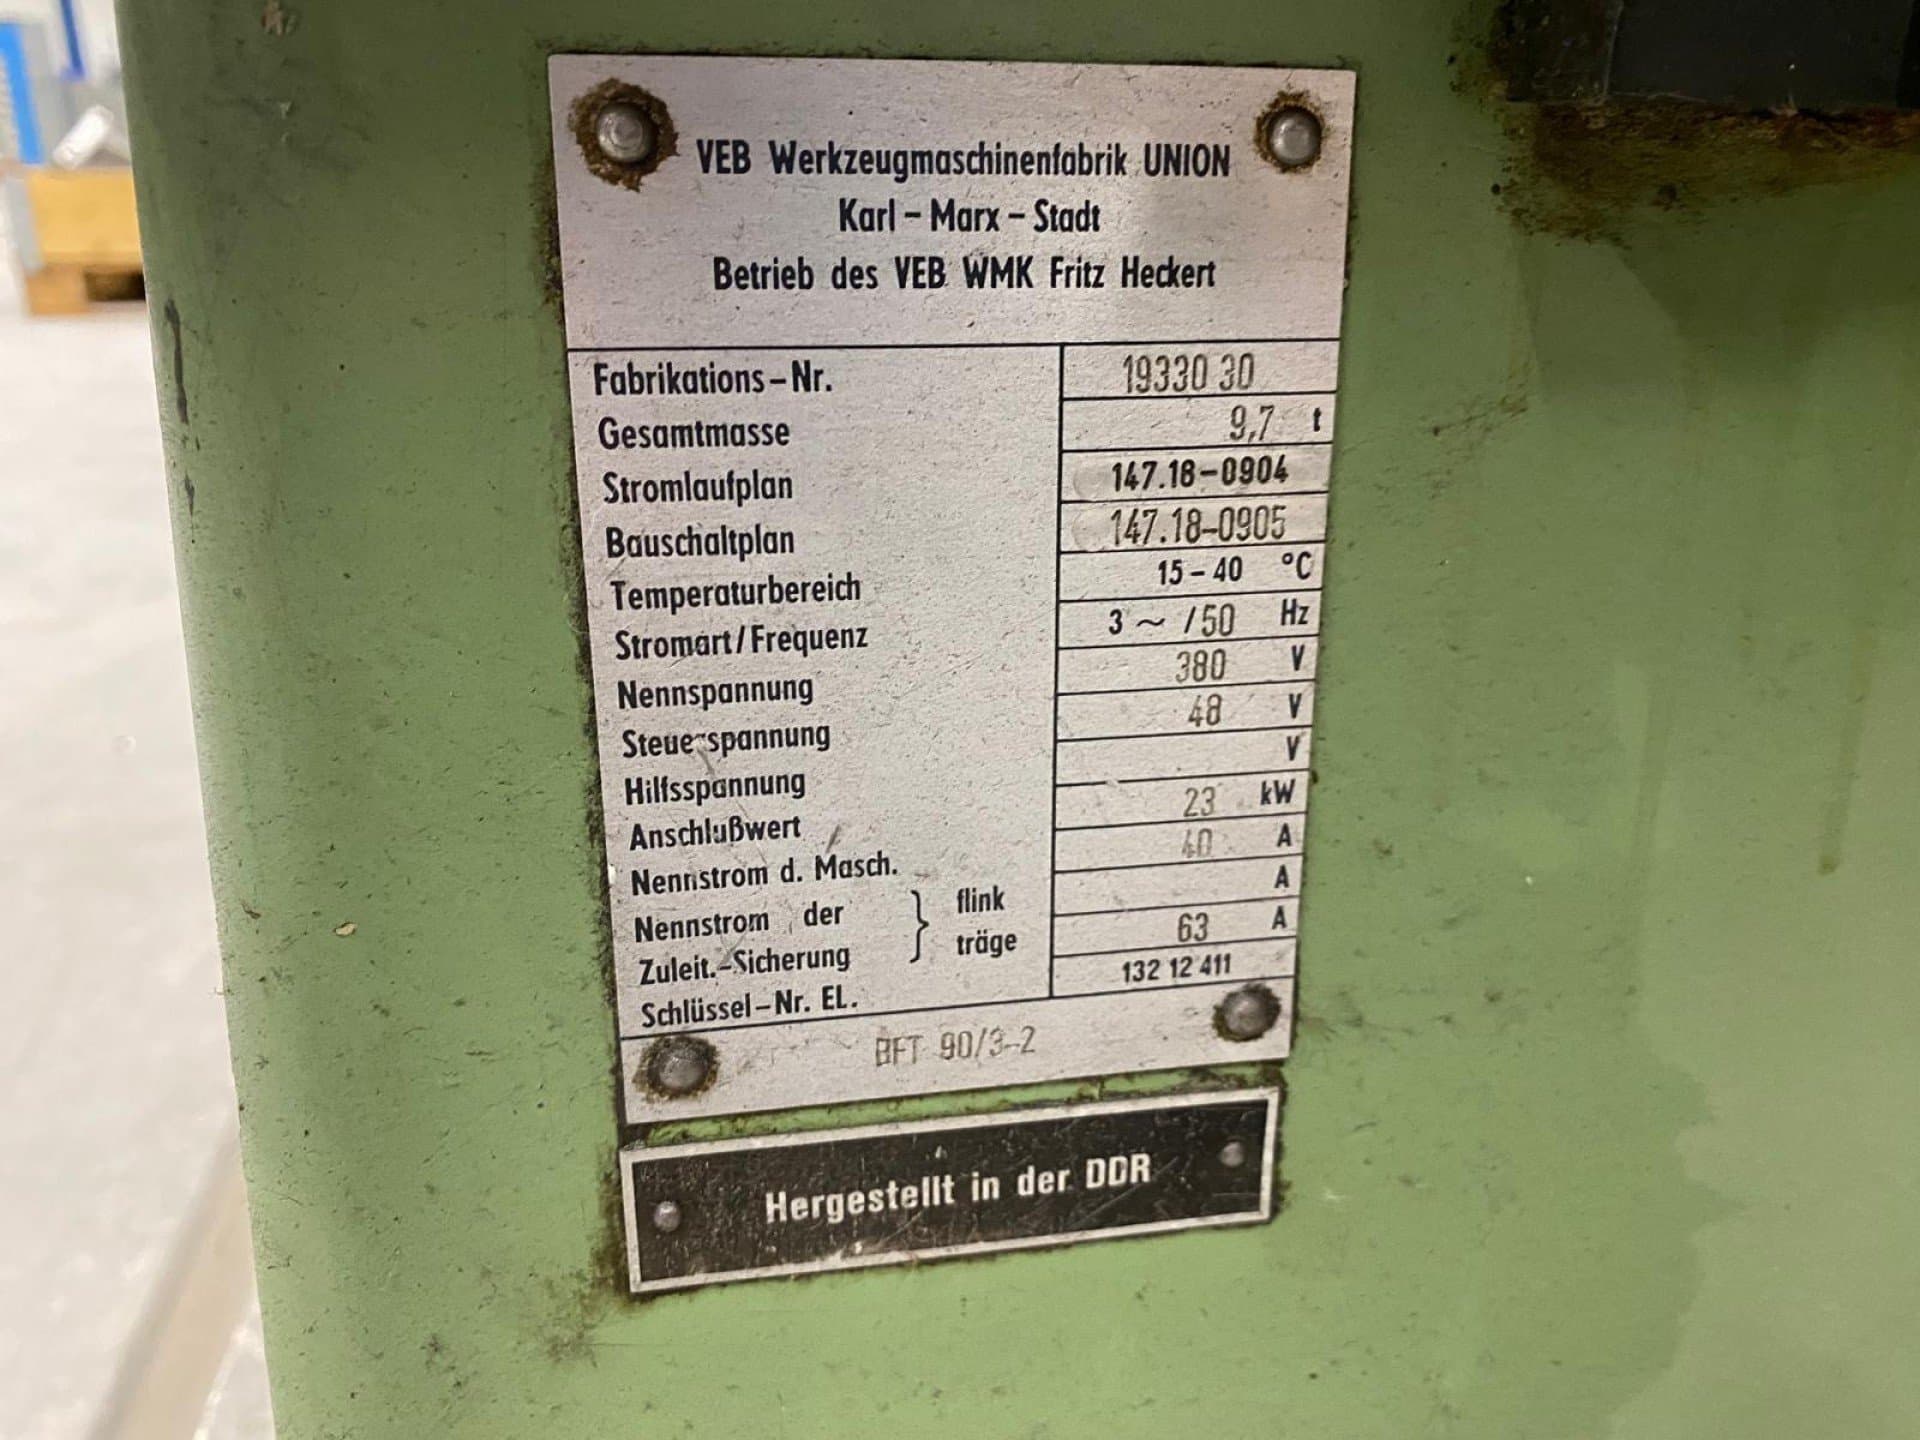 VEB Werkzeugmaschinenfabrik UNION
Karl - Marx - Stadt
Betrieb des VEB WMK Fritz Heckert
Fabrikations-Nr. 19330 30
Gesamtmasse 9,7 t
Stromlaufplan 147.18-0904
Bauschaltplan 147.18-0905
Temperaturbereich 15-40 °C
Stromart/Frequenz 3 ~ /50 Hz
Nennspannung 380 V
Steuerspannung 48 V
Hilfsspannung V
Anschlußwert 23 kW
Nennstrom d. Masch. 40 A
Nennstrom der } flink A
Zuleit.-Sicherung } träge 63 A
Schlüssel-Nr. EL. 132 12 411
BFT 90/3-2
Hergestellt in der DDR